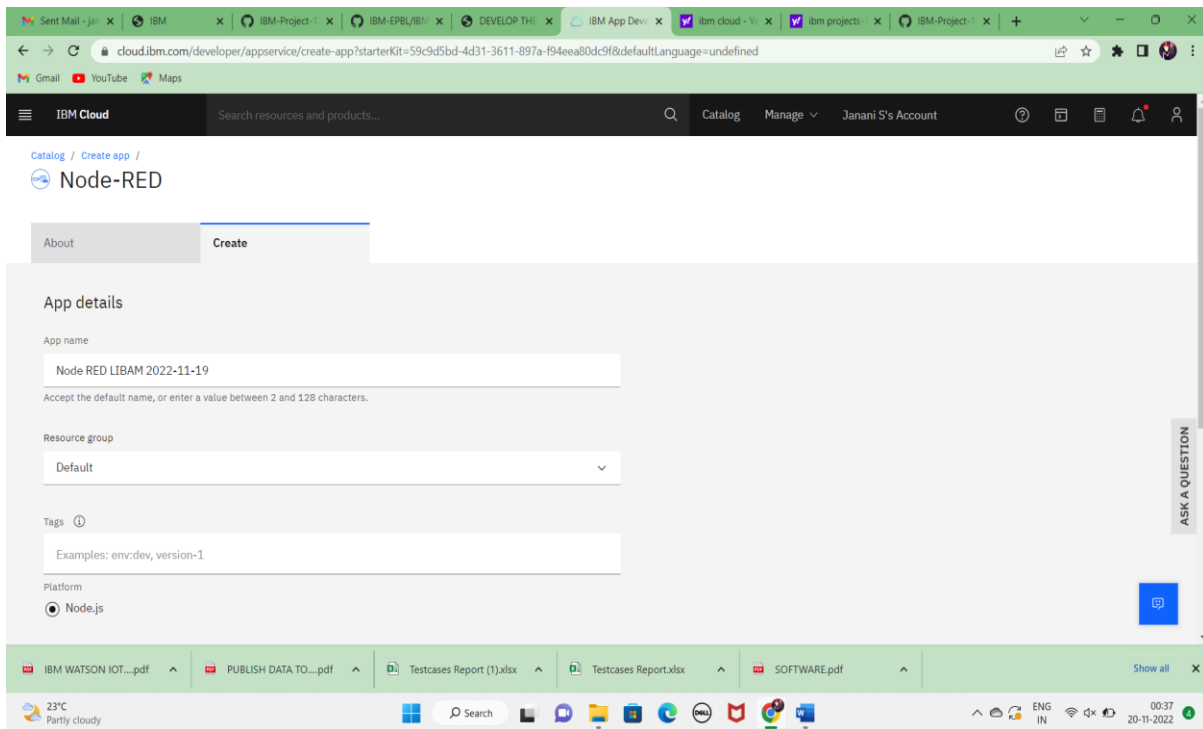 Sent Mail - jan
IBM
IBM-Project-1
IBM-EPBL/IBM
DEVELOP THE
IBM App Deve
ibm cloud - Ya
ibm projects-
IBM-Project-1
cloud.ibm.com/developer/appservice/create-app?starterKit=59c9d5bd-4d31-3611-897a-f94eea80dc9f&defaultLanguage=undefined
Gmail YouTube Maps
IBM Cloud Search resources and products... Catalog Manage Janani S's Account
Catalog / Create app /
Node-RED
About Create
App details
App name
Node RED LIBAM 2022-11-19
Accept the default name, or enter a value between 2 and 128 characters.
Resource group
Default
Tags
Examples: env:dev, version-1
Platform
Node.js
ASK A QUESTION
IBM WATSON IOT....pdf PUBLISH DATA TO....pdf Testcases Report (1).xlsx Testcases Report.xlsx SOFTWARE.pdf Show all
23°C
Partly cloudy
Search
DELL
ENG
IN
00:37
20-11-2022
4